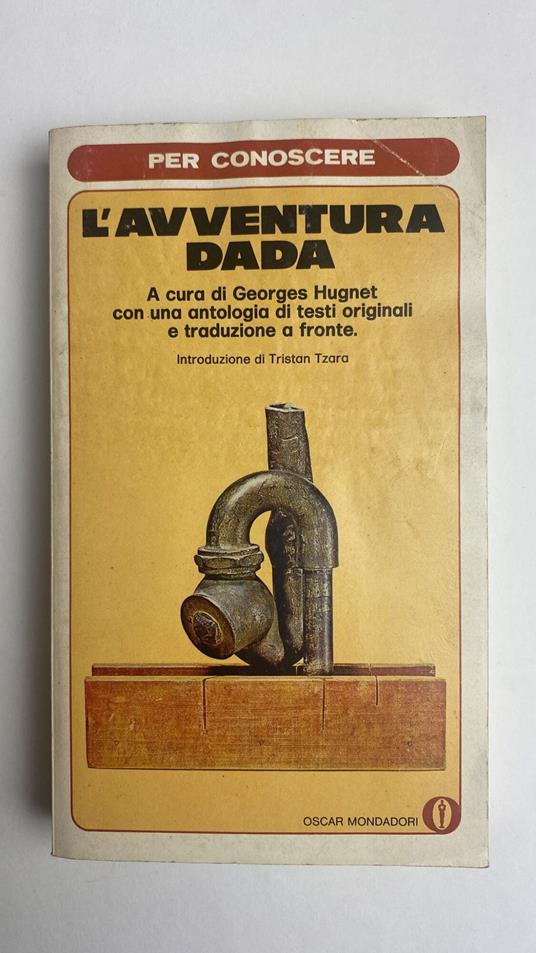 PER CONOSCERE
L'AVVENTURA
DADA
A cura di Georges Hugnet
con una antologia di testi originali
e traduzione a fronte.
Introduzione di Tristan Tzara
OSCAR MONDADORI